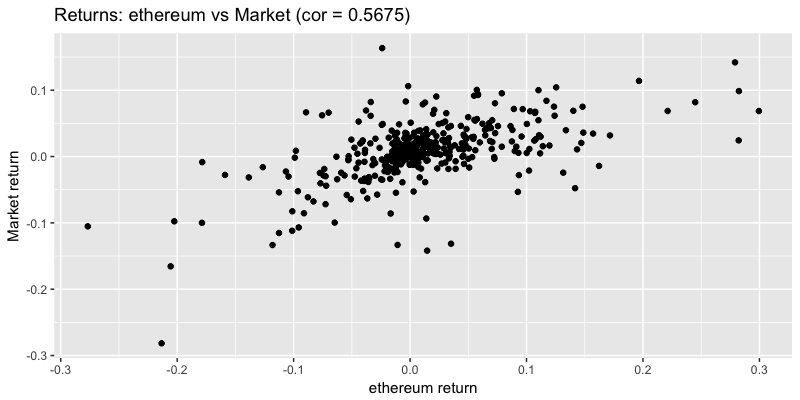 Returns: ethereum vs Market (cor = 0.5675)
Market return
0.1
0.0
-0.1
-0.2
-0.3
-0.3 -0.2 -0.1 0.0 0.1 0.2 0.3
ethereum return